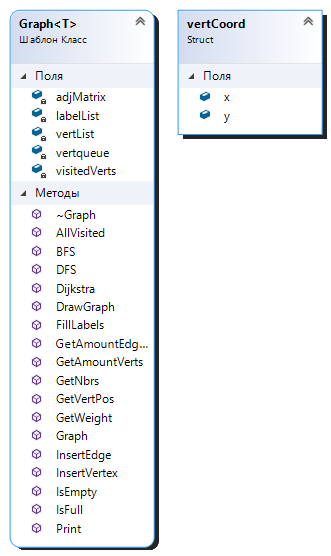 Graph<T>
Шаблон Класс
Поля
adjMatrix
labelList
vertList
vertqueue
visitedVerts
Методы
~Graph
AllVisited
BFS
DFS
Dijkstra
DrawGraph
FillLabels
GetAmountEdg...
GetAmountVerts
GetNbrs
GetVertPos
GetWeight
Graph
InsertEdge
InsertVertex
IsEmpty
IsFull
Print
vertCoord
Struct
Поля
x
y